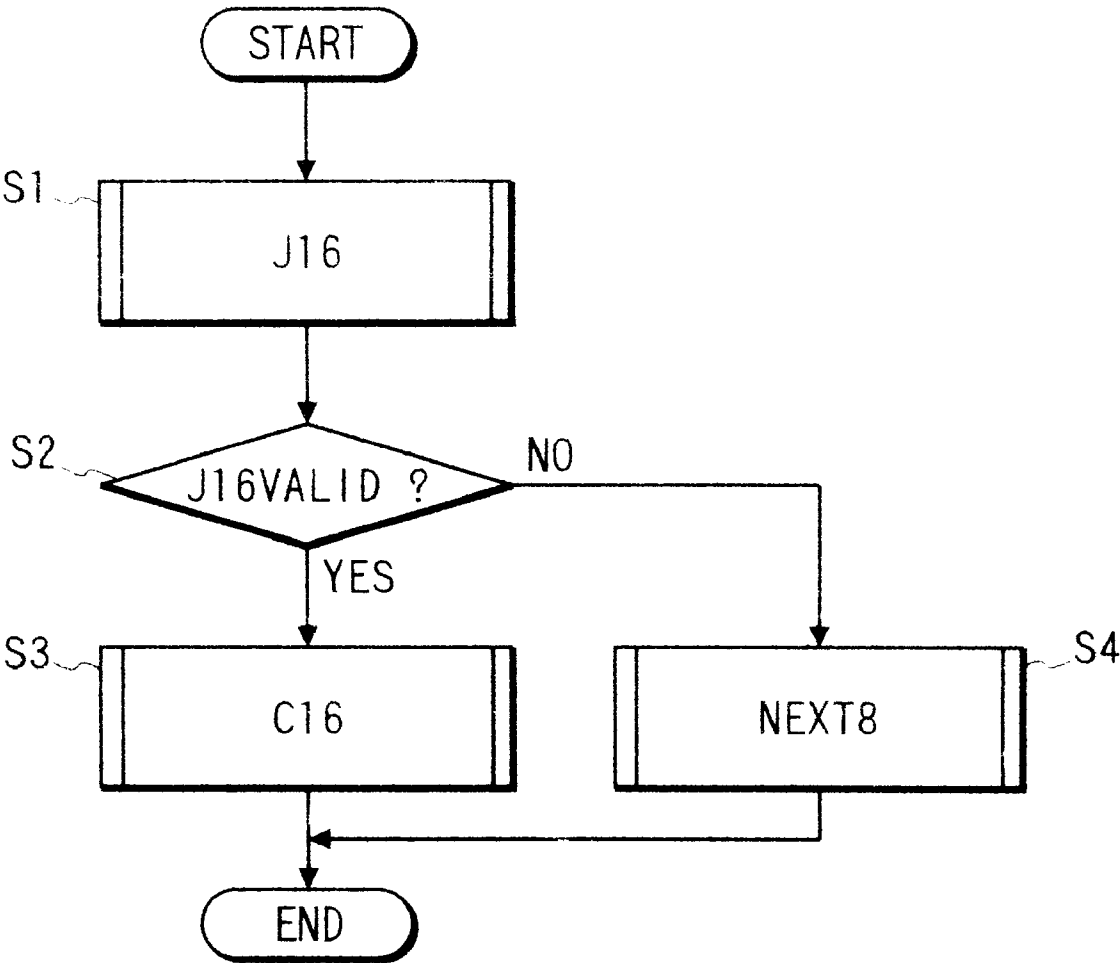 START
S1
J16
S2
J16VALID ?
NO
YES
S3
C16
S4
NEXT8
END